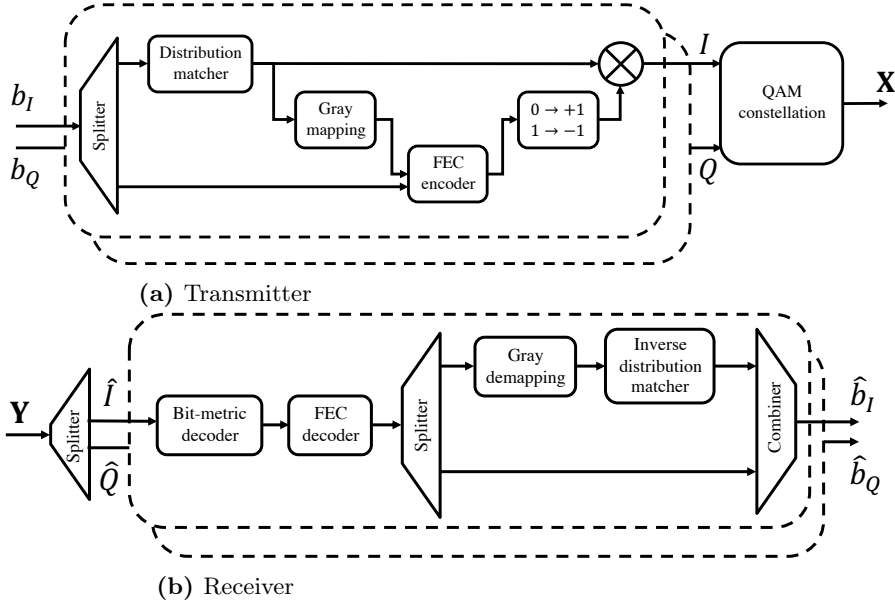 b_I
b_Q
Splitter
Distribution
matcher
Gray
mapping
FEC
encoder
0 → +1
1 → −1
I
Q
QAM
constellation
X
(a) Transmitter
Y
Splitter
Î
Q̂
Bit-metric
decoder
FEC
decoder
Splitter
Gray
demapping
Inverse
distribution
matcher
Combiner
b̂_I
b̂_Q
(b) Receiver